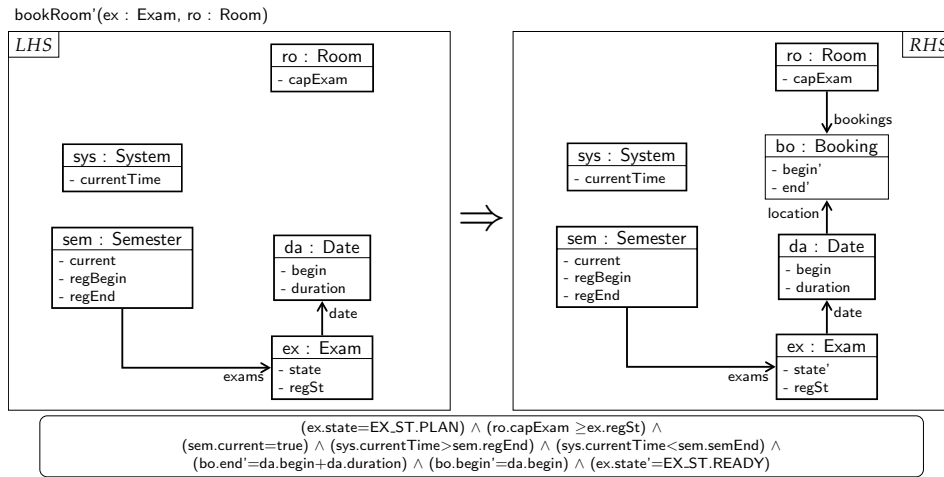 bookRoom'(ex : Exam, ro : Room)
LHS
ro : Room
- capExam
sys : System
- currentTime
sem : Semester
- current
- regBegin
- regEnd
da : Date
- begin
- duration
date
ex : Exam
- state
- regSt
exams
⇒
RHS
ro : Room
- capExam
bookings
bo : Booking
- begin'
- end'
sys : System
- currentTime
location
sem : Semester
- current
- regBegin
- regEnd
da : Date
- begin
- duration
date
ex : Exam
- state'
- regSt
exams
(ex.state=EX_ST.PLAN) ∧ (ro.capExam ≥ex.regSt) ∧
(sem.current=true) ∧ (sys.currentTime>sem.regEnd) ∧ (sys.currentTime<sem.semEnd) ∧
(bo.end'=da.begin+da.duration) ∧ (bo.begin'=da.begin) ∧ (ex.state'=EX_ST.READY)